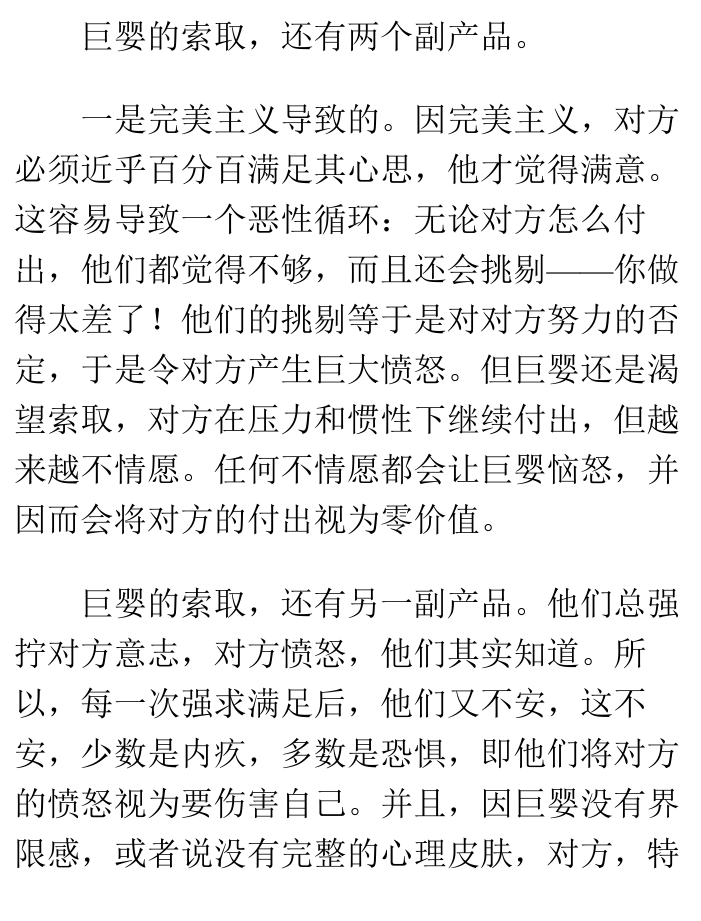 巨婴的索取，还有两个副产品。
一是完美主义导致的。因完美主义，对方
必须近乎百分百满足其心思，他才觉得满意。
这容易导致一个恶性循环：无论对方怎么付
出，他们都觉得不够，而且还会挑剔——你做
得太差了！他们的挑剔等于是对对方努力的否
定，于是令对方产生巨大愤怒。但巨婴还是渴
望索取，对方在压力和惯性下继续付出，但越
来越不情愿。任何不情愿都会让巨婴恼怒，并
因而会将对方的付出视为零价值。
巨婴的索取，还有另一副产品。他们总强
拧对方意志，对方愤怒，他们其实知道。所
以，每一次强求满足后，他们又不安，这不
安，少数是内疚，多数是恐惧，即他们将对方
的愤怒视为要伤害自己。并且，因巨婴没有界
限感，或者说没有完整的心理皮肤，对方，特